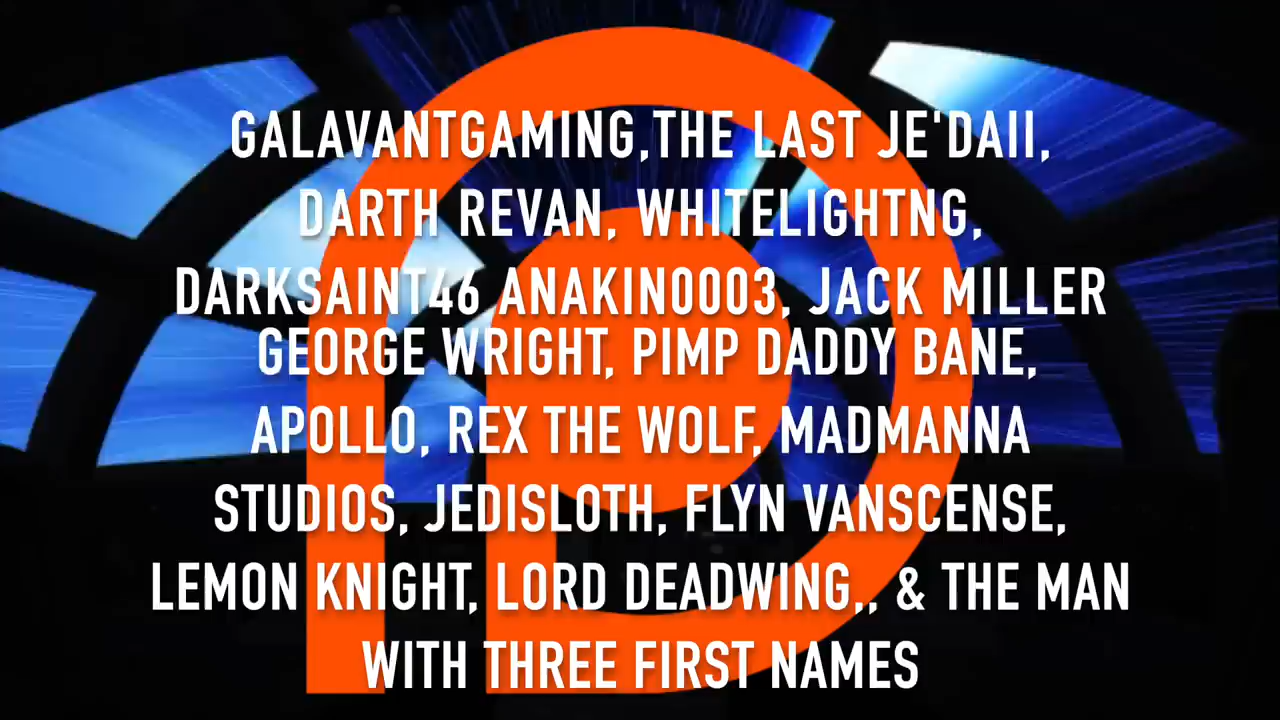 GALAVANTGAMING,THE LAST JE'DAII,
DARTH REVAN, WHITELIGHTNG,
DARKSAINT46 ANAKIN0003, JACK MILLER
GEORGE WRIGHT, PIMP DADDY BANE,
APOLLO, REX THE WOLF, MADMANNA
STUDIOS, JEDISLOTH, FLYN VANSCENSE,
LEMON KNIGHT, LORD DEADWING,, & THE MAN
WITH THREE FIRST NAMES